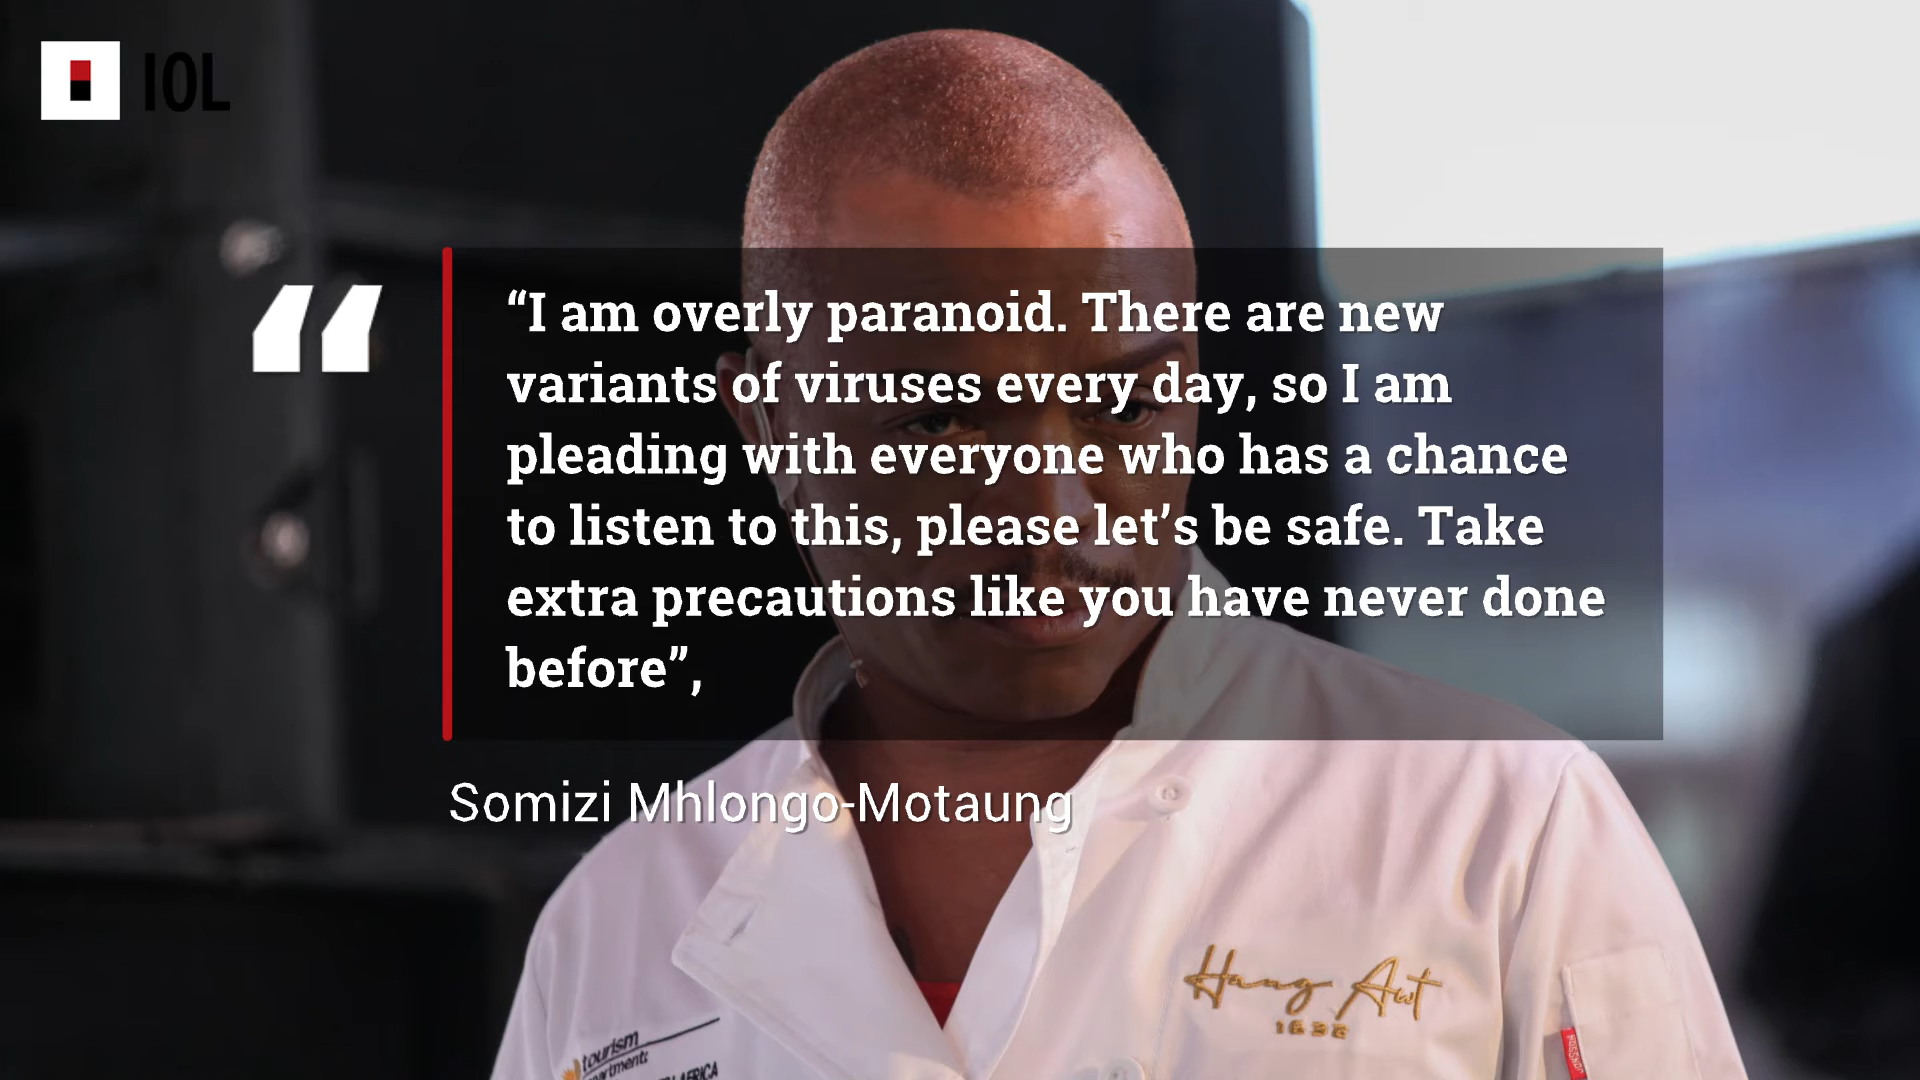 IOL
“I am overly paranoid. There are new
variants of viruses every day, so I am
pleading with everyone who has a chance
to listen to this, please let’s be safe. Take
extra precautions like you have never done
before”,
Somizi Mhlongo-Motaung
Hang Awt
1632
tourism